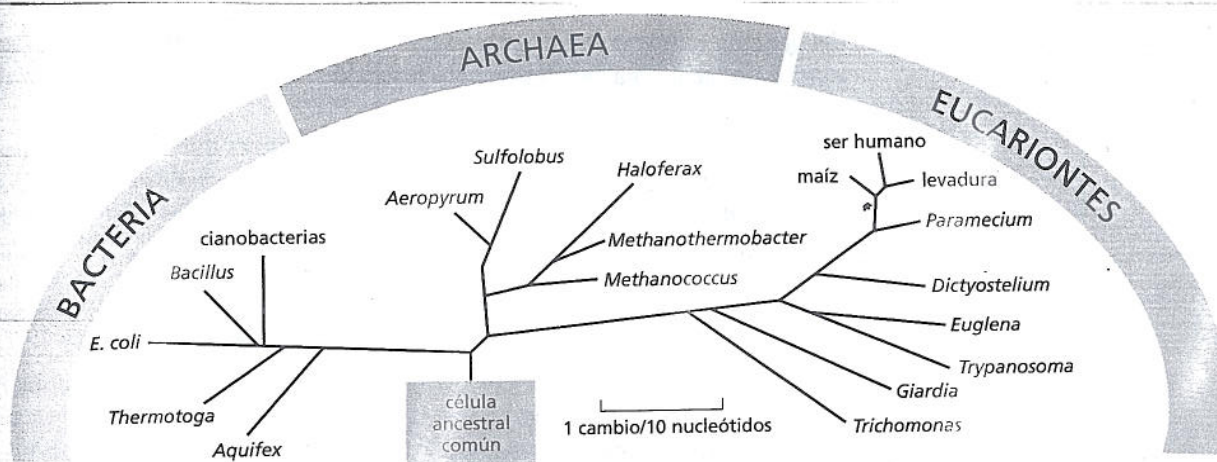 ARCHAEA
BACTERIA
EUCARIONTES
ser humano
maíz
levadura
Sulfolobus
Haloferax
Aeropyrum
Paramecium
cianobacterias
Methanothermobacter
Bacillus
Methanococcus
Dictyostelium
Euglena
E. coli
Trypanosoma
Giardia
célula
ancestral
común
Thermotoga
1 cambio/10 nucleótidos
Trichomonas
Aquifex